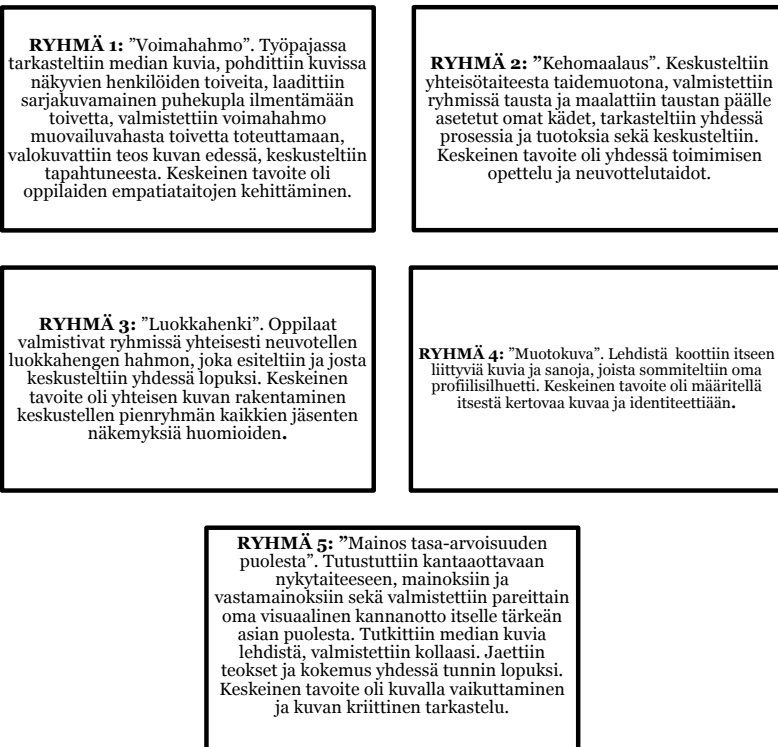 RYHMÄ 1: ”Voimahahmo”. Työpajassa
tarkasteltiin median kuvia, pohdittiin kuvissa
näkyvien henkilöiden toiveita, laadittiin
sarjakuvamainen puhekupla ilmentämään
toivetta, valmistettiin voimahahmo
muovailuvahasta toivetta toteuttamaan,
valokuvattiin teos kuvan edessä, keskusteltiin
tapahtuneesta. Keskeinen tavoite oli
oppilaiden empatiataitojen kehittäminen.
RYHMÄ 2: ”Kehomaalaus”. Keskusteltiin
yhteisötaiteesta taidemuotona, valmistettiin
ryhmissä tausta ja maalattiin taustan päälle
asetetut omat kädet, tarkasteltiin yhdessä
prosessia ja tuotoksia sekä keskusteltiin.
Keskeinen tavoite oli yhdessä toimimisen
opettelu ja neuvottelutaidot.
RYHMÄ 3: ”Luokkahenki”. Oppilaat
valmistivat ryhmissä yhteisesti neuvotellen
luokkahengen hahmon, joka esiteltiin ja josta
keskusteltiin yhdessä lopuksi. Keskeinen
tavoite oli yhteisen kuvan rakentaminen
keskustellen pienryhmän kaikkien jäsenten
näkemyksiä huomioiden.
RYHMÄ 4: ”Muotokuva”. Lehdistä koottiin itseen
liittyviä kuvia ja sanoja, joista sommiteltiin oma
profiilisilhuetti. Keskeinen tavoite oli määritellä
itsestä kertovaa kuvaa ja identiteettiään.
RYHMÄ 5: ”Mainos tasa-arvoisuuden
puolesta”. Tutustuttiin kantaaottavaan
nykytaiteeseen, mainoksiin ja
vastamainoksiin sekä valmistettiin pareittain
oma visuaalinen kannanotto itselle tärkeän
asian puolesta. Tutkittiin median kuvia
lehdistä, valmistettiin kollaasi. Jaettiin
teokset ja kokemus yhdessä tunnin lopuksi.
Keskeinen tavoite oli kuvalla vaikuttaminen
ja kuvan kriittinen tarkastelu.